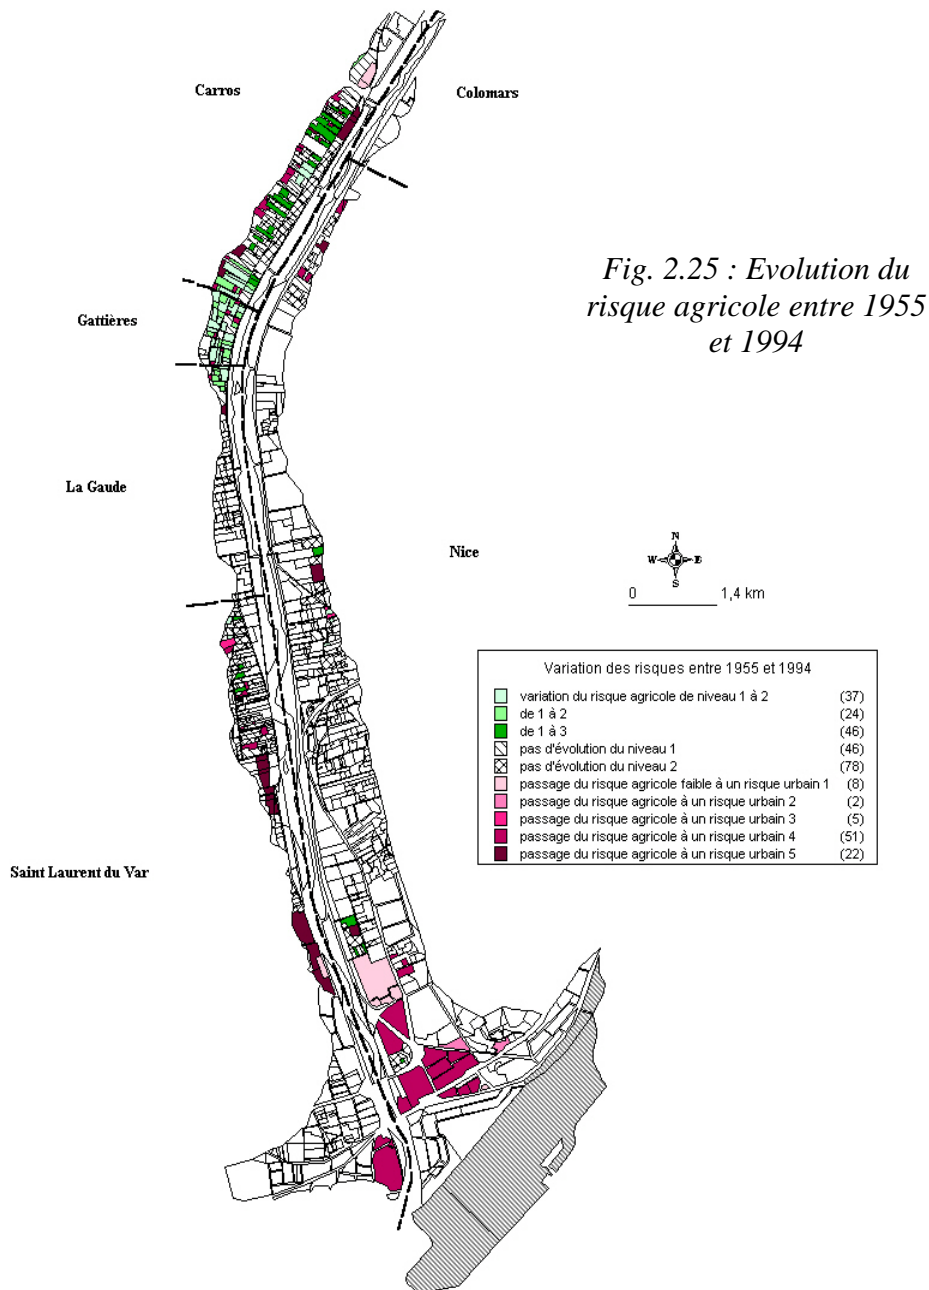 Carros
Colomars
Fig. 2.25 : Evolution du
risque agricole entre 1955
et 1994
Gattières
La Gaude
Nice
N
W E
S
0 1,4 km
Variation des risques entre 1955 et 1994
variation du risque agricole de niveau 1 à 2 (37)
de 1 à 2 (24)
de 1 à 3 (46)
pas d'évolution du niveau 1 (46)
pas d'évolution du niveau 2 (78)
passage du risque agricole faible à un risque urbain 1 (8)
passage du risque agricole à un risque urbain 2 (2)
passage du risque agricole à un risque urbain 3 (5)
passage du risque agricole à un risque urbain 4 (51)
passage du risque agricole à un risque urbain 5 (22)
Saint Laurent du Var